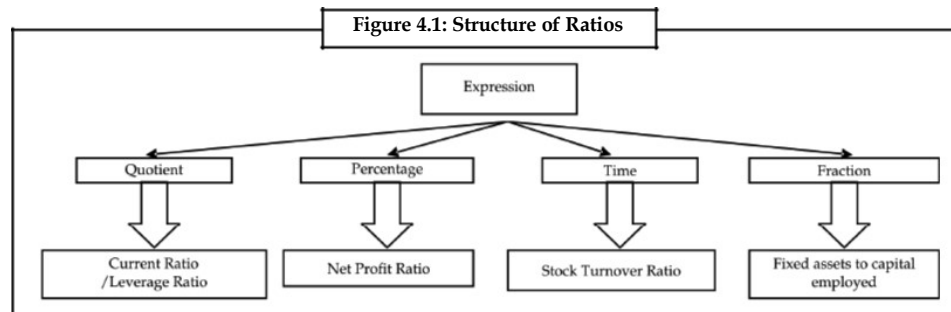 Figure 4.1: Structure of Ratios
Expression
Quotient
Percentage
Time
Fraction
Current Ratio
/Leverage Ratio
Net Profit Ratio
Stock Turnover Ratio
Fixed assets to capital
employed